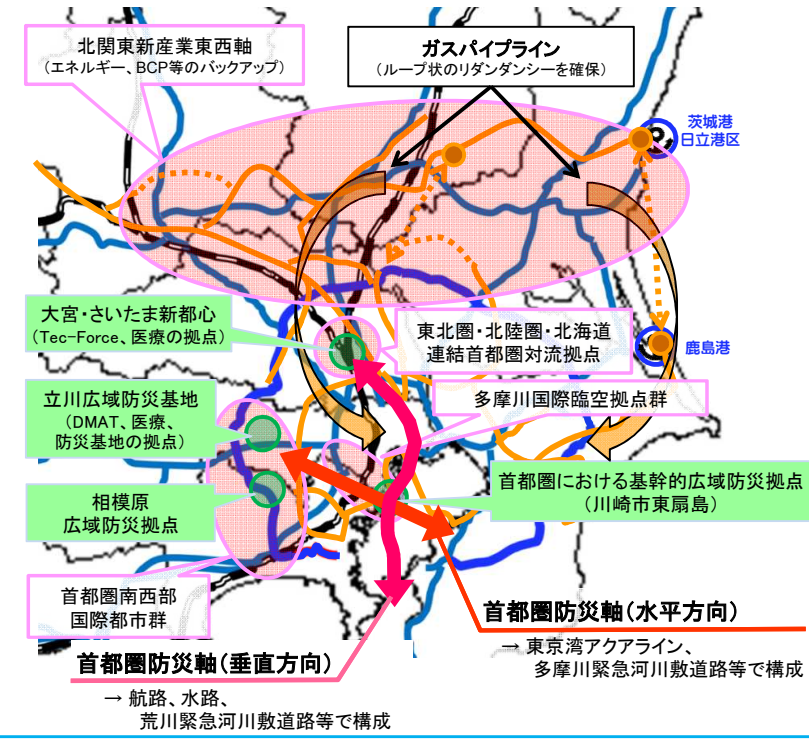 北関東新産業東西軸
(エネルギー、BCP等のバックアップ)
ガスパイプライン
(ループ状のリダンダンシーを確保)
茨城港
日立港区
大宮・さいたま新都心
(Tec-Force、医療の拠点)
東北圏・北陸圏・北海道
連結首都圏対流拠点
鹿島港
立川広域防災基地
(DMAT、医療、
防災基地の拠点)
多摩川国際臨空拠点群
相模原
広域防災拠点
首都圏における基幹的広域防災拠点
(川崎市東扇島)
首都圏南西部
国際都市群
首都圏防災軸(水平方向)
→ 東京湾アクアライン、
多摩川緊急河川敷道路等で構成
首都圏防災軸(垂直方向)
→ 航路、水路、
荒川緊急河川敷道路等で構成